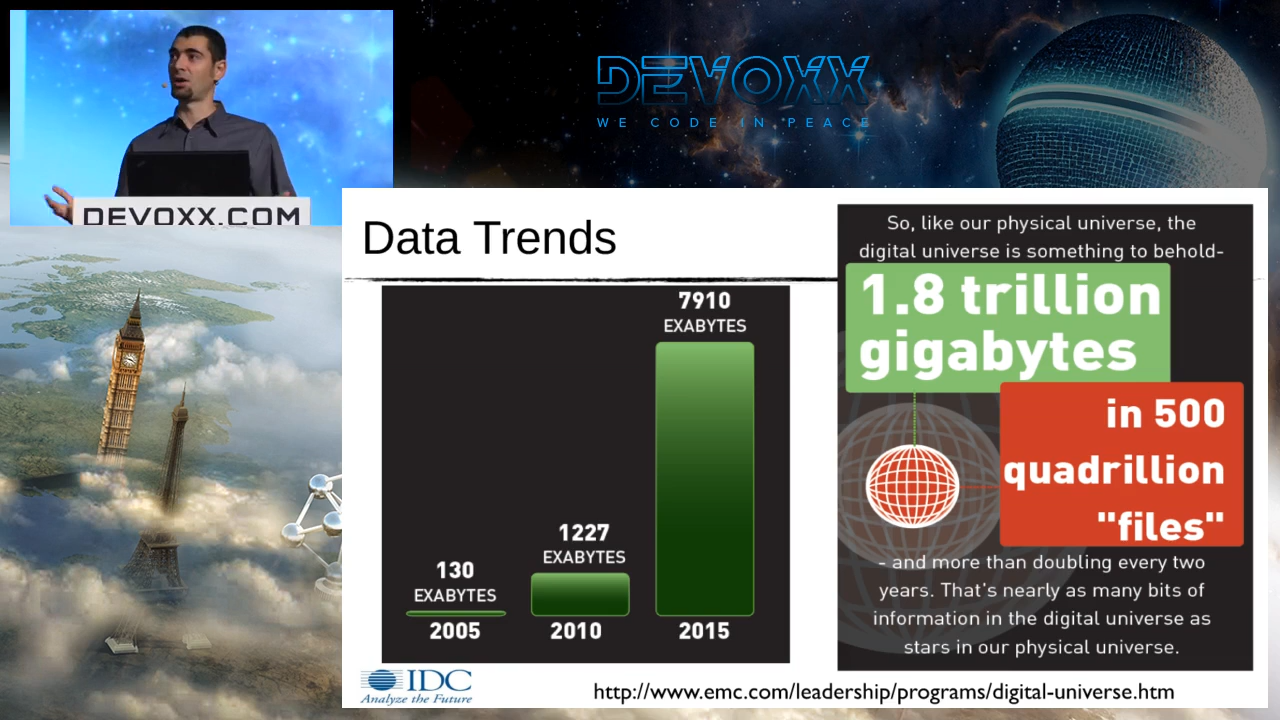 DEVOXX
WE CODE IN PEACE
DEVOXX.COM
Data Trends
7910
EXABYTES
1227
EXABYTES
130
EXABYTES
2005
2010
2015
So, like our physical universe, the
digital universe is something to behold-
1.8 trillion
gigabytes
in 500
quadrillion
"files"
- and more than doubling every two
years. That's nearly as many bits of
information in the digital universe as
stars in our physical universe.
IDC
Analyze the Future
http://www.emc.com/leadership/programs/digital-universe.htm